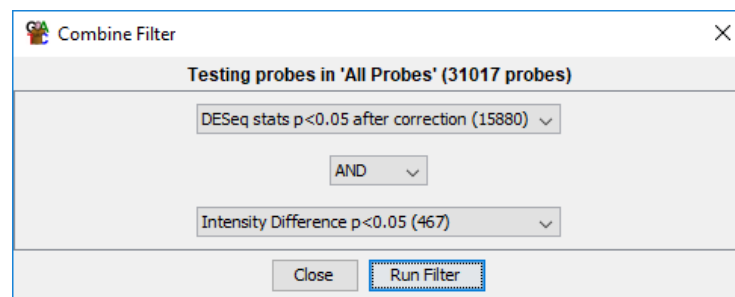 Combine Filter
Testing probes in 'All Probes' (31017 probes)
DESeq stats p<0.05 after correction (15880)
AND
Intensity Difference p<0.05 (467)
Close Run Filter